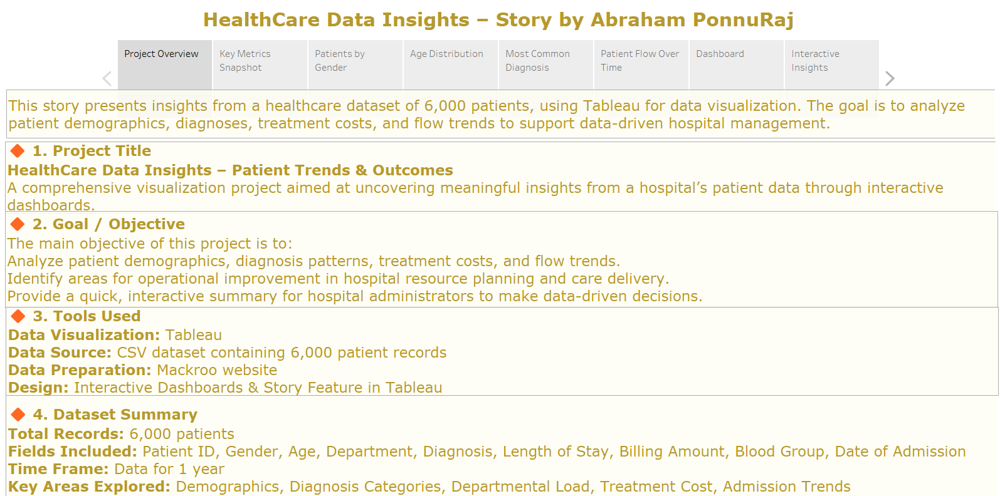 HealthCare Data Insights – Story by Abraham PonnuRaj
Project Overview
Key Metrics
Snapshot
Patients by
Gender
Age Distribution
Most Common
Diagnosis
Patient Flow Over
Time
Dashboard
Interactive
Insights
This story presents insights from a healthcare dataset of 6,000 patients, using Tableau for data visualization. The goal is to analyze
patient demographics, diagnoses, treatment costs, and flow trends to support data-driven hospital management.
1. Project Title
HealthCare Data Insights – Patient Trends & Outcomes
A comprehensive visualization project aimed at uncovering meaningful insights from a hospital’s patient data through interactive
dashboards.
2. Goal / Objective
The main objective of this project is to:
Analyze patient demographics, diagnosis patterns, treatment costs, and flow trends.
Identify areas for operational improvement in hospital resource planning and care delivery.
Provide a quick, interactive summary for hospital administrators to make data-driven decisions.
3. Tools Used
Data Visualization: Tableau
Data Source: CSV dataset containing 6,000 patient records
Data Preparation: Mackroo website
Design: Interactive Dashboards & Story Feature in Tableau
4. Dataset Summary
Total Records: 6,000 patients
Fields Included: Patient ID, Gender, Age, Department, Diagnosis, Length of Stay, Billing Amount, Blood Group, Date of Admission
Time Frame: Data for 1 year
Key Areas Explored: Demographics, Diagnosis Categories, Departmental Load, Treatment Cost, Admission Trends